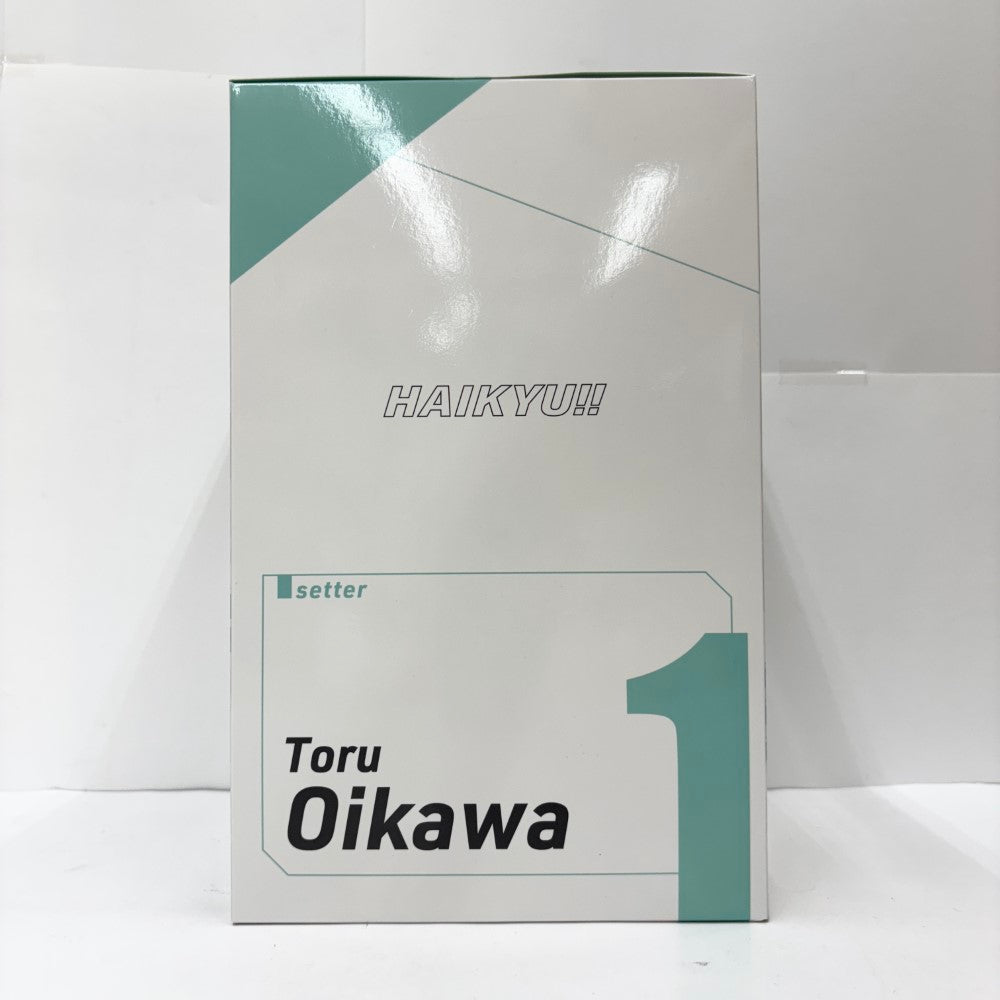 HAIKYU!!
setter
1
Toru
Oikawa